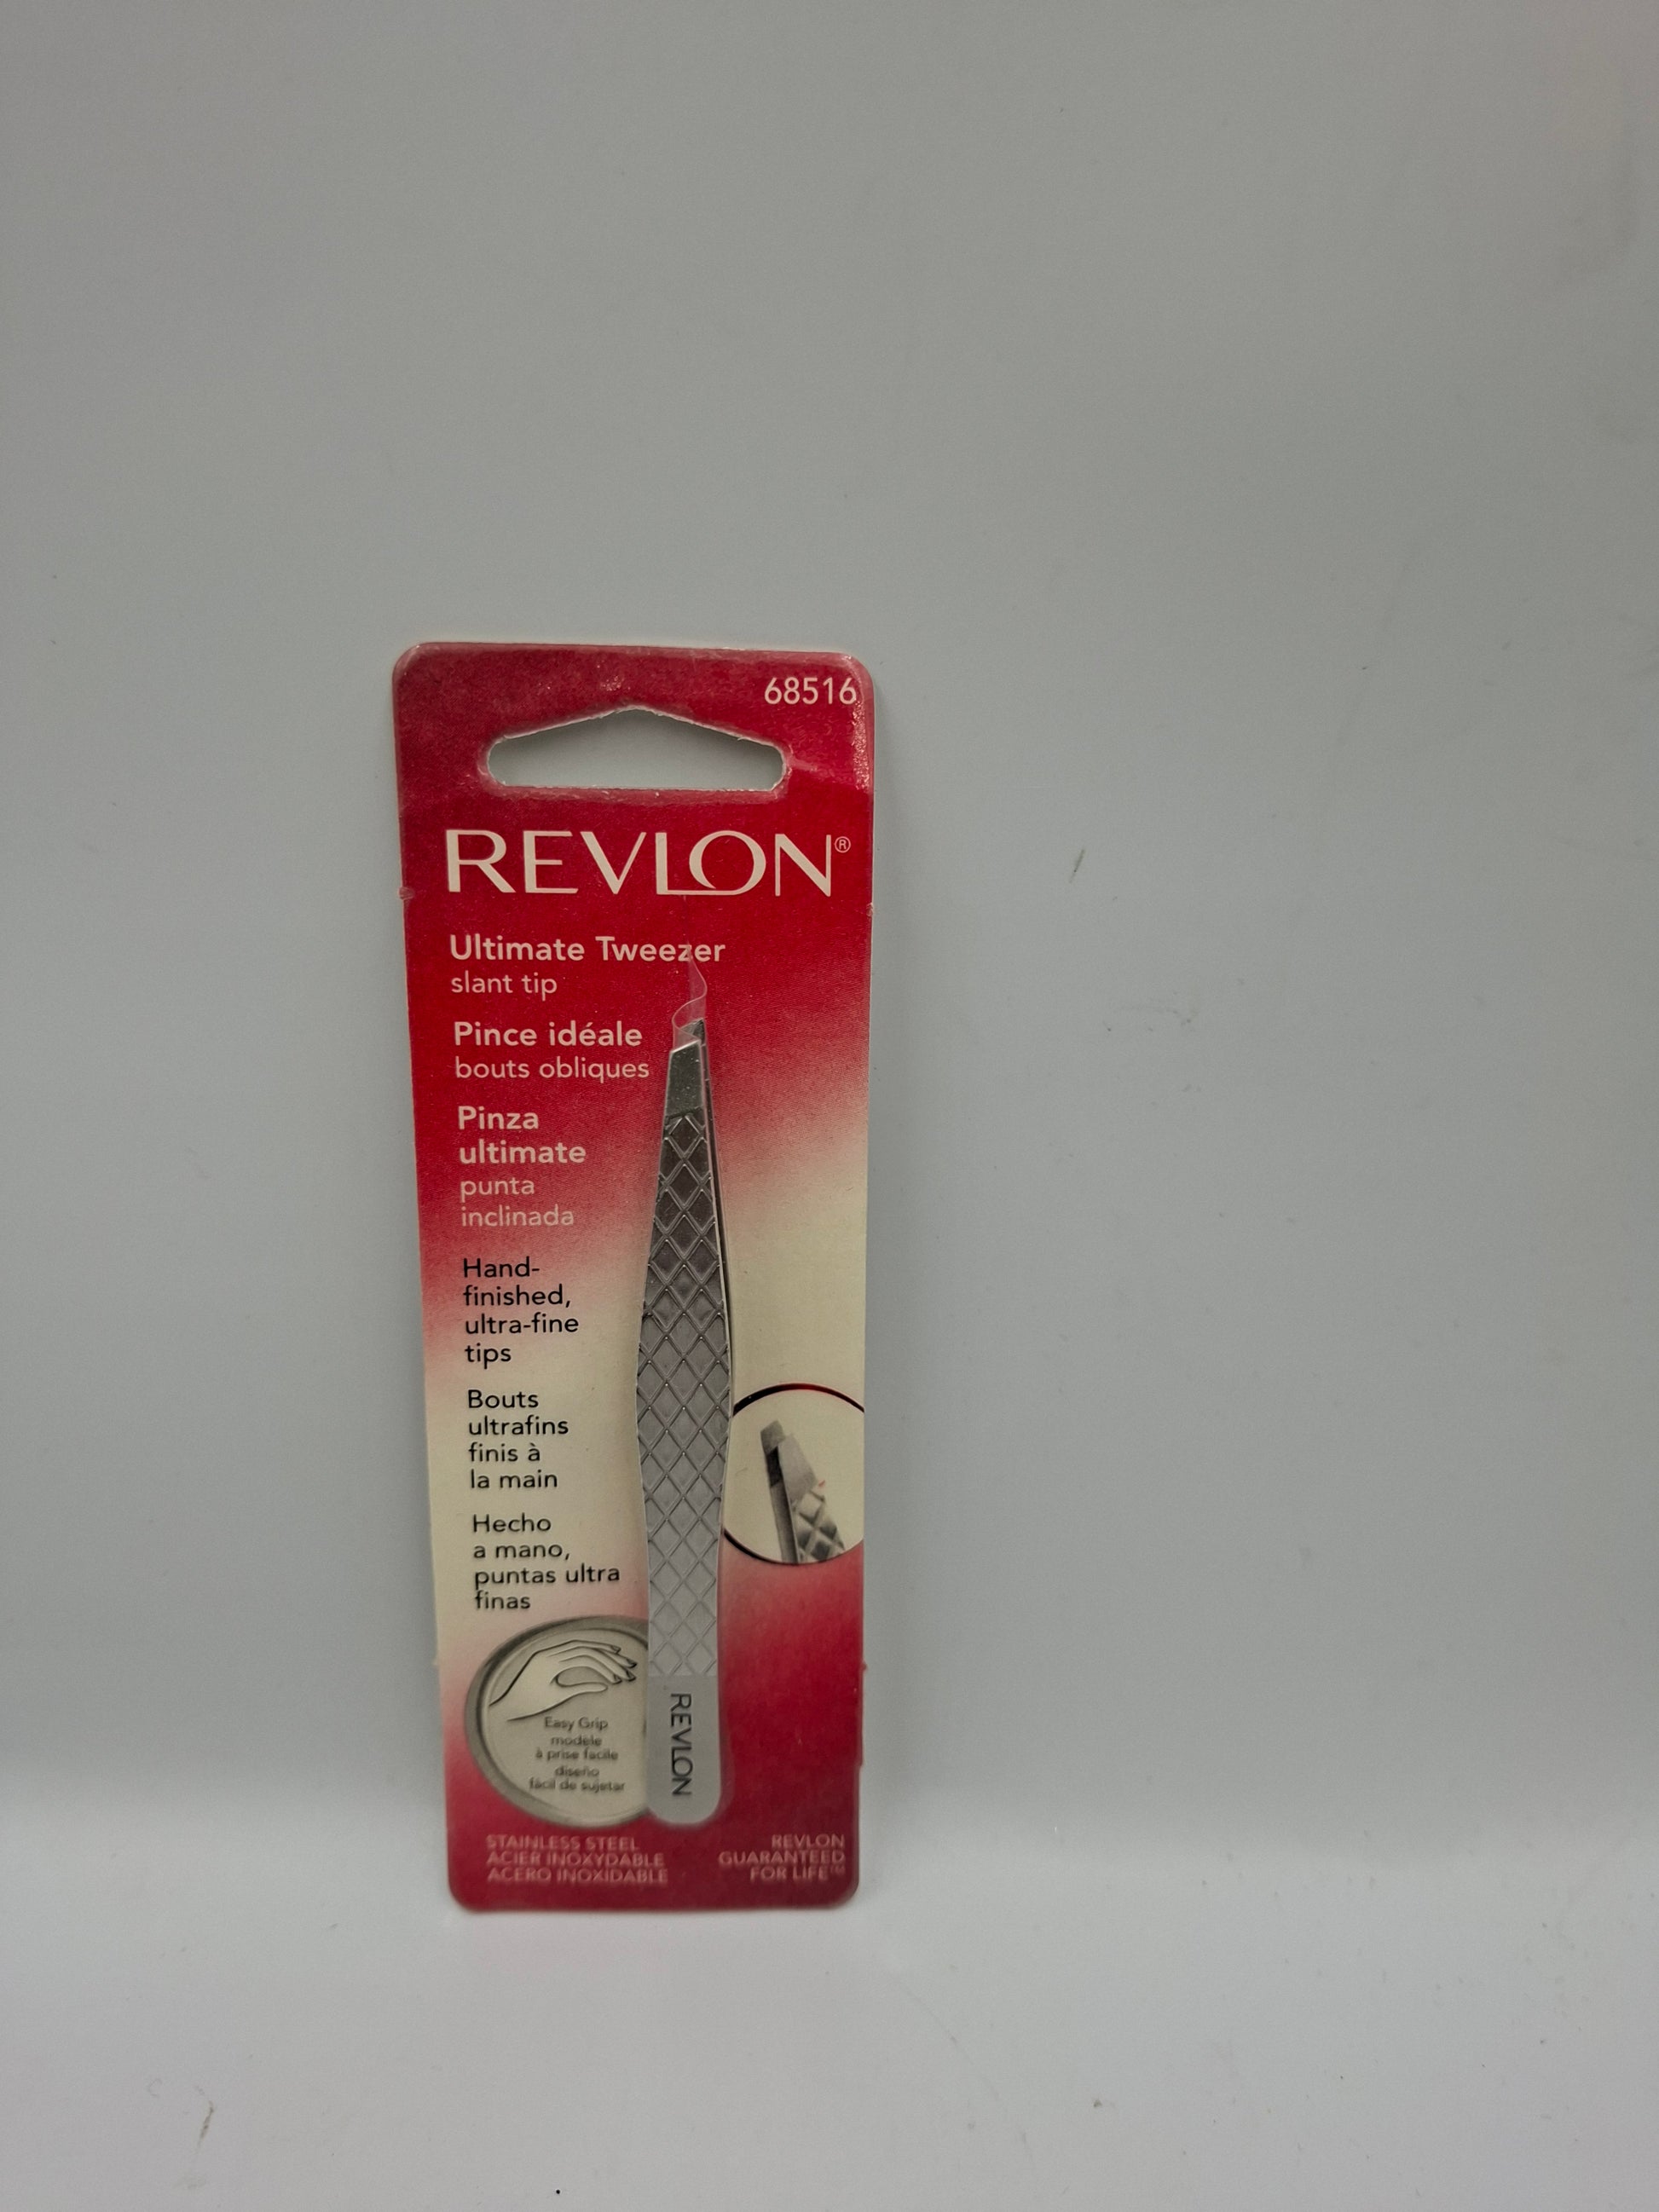 68516
REVLON®
Ultimate Tweezer
slant tip
Pince idéale
bouts obliques
Pinza
ultimate
punta
inclinada
Hand-
finished,
ultra-fine
tips
Bouts
ultrafins
finis à
la main
Hecho
a mano,
puntas ultra
finas
Easy Grip
modèle
à prise facile
diseño
fácil de sujetar
REVLON
STAINLESS STEEL
ACIER INOXYDABLE
ACERO INOXIDABLE
REVLON
GUARANTEED
FOR LIFE™